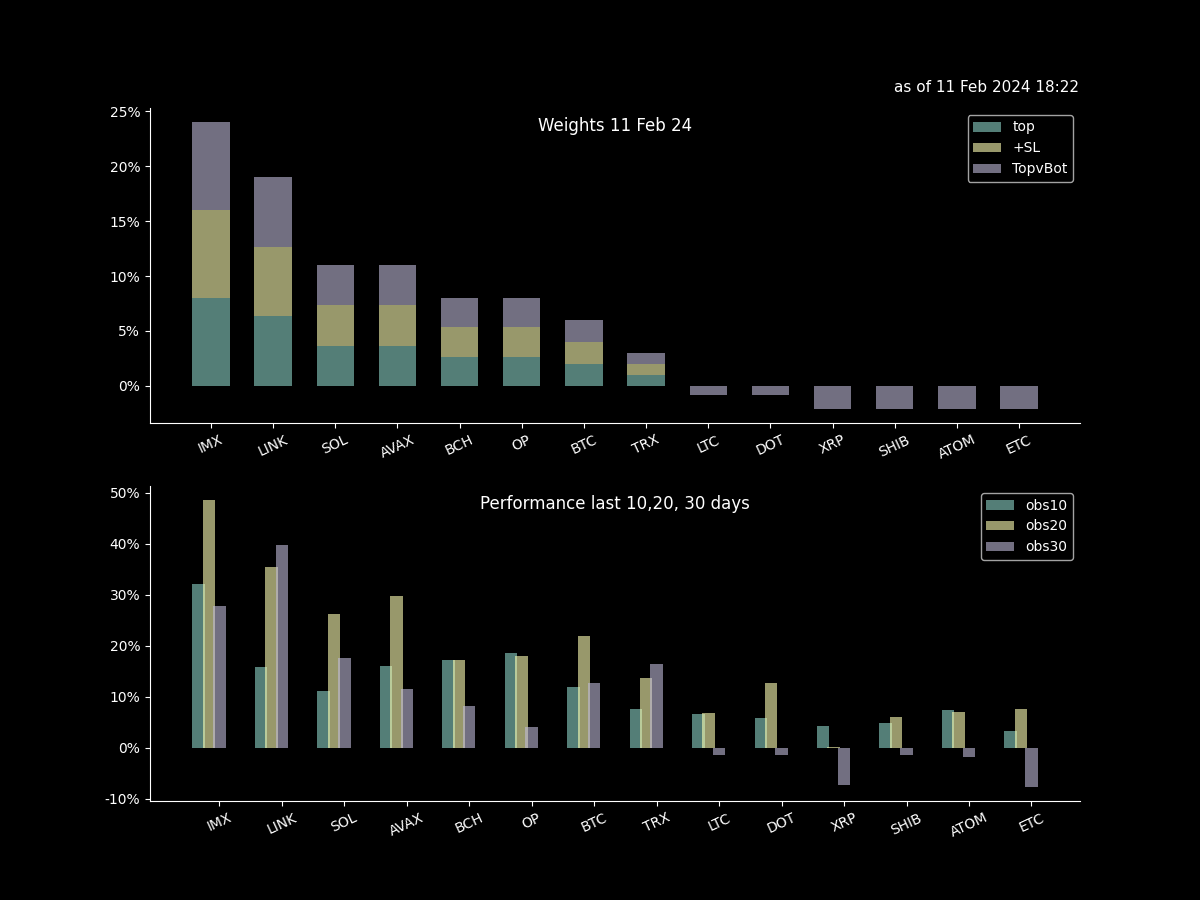 as of 11 Feb 2024 18:22
Weights 11 Feb 24
top
+SL
TopvBot
25%
20%
15%
10%
5%
0%
IMX LINK SOL AVAX BCH OP BTC TRX LTC DOT XRP SHIB ATOM ETC
Performance last 10,20, 30 days
obs10
obs20
obs30
50%
40%
30%
20%
10%
0%
-10%
IMX LINK SOL AVAX BCH OP BTC TRX LTC DOT XRP SHIB ATOM ETC